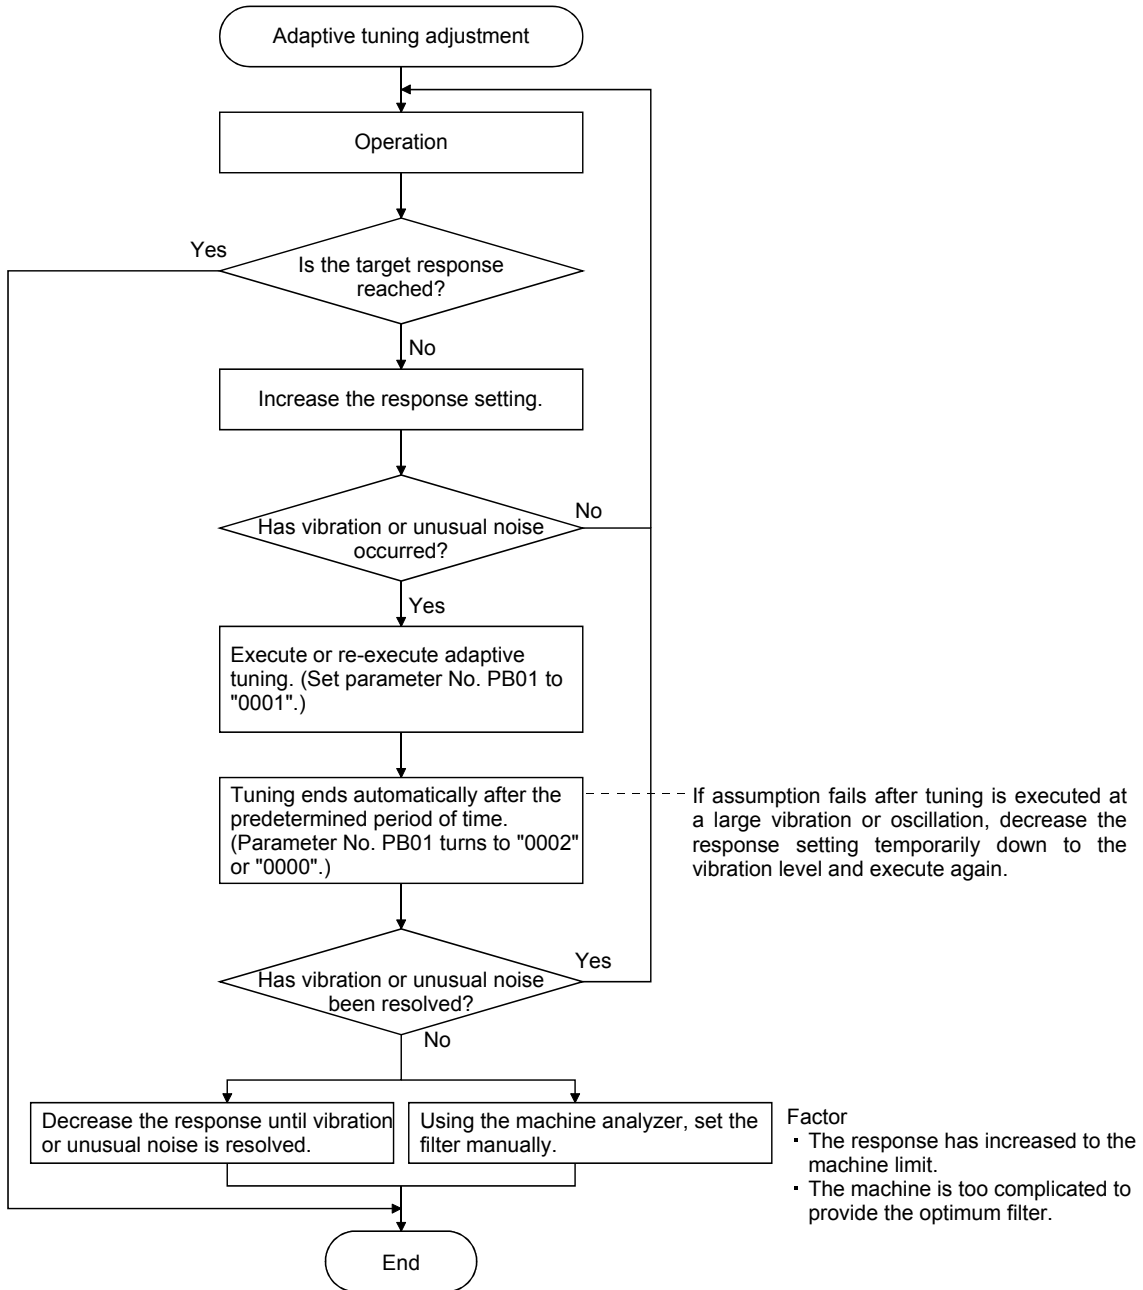 Adaptive tuning adjustment
Operation
Yes
Is the target response
reached?
No
Increase the response setting.
Has vibration or unusual noise
occurred?
No
Yes
Execute or re-execute adaptive
tuning. (Set parameter No. PB01 to
"0001".)
Tuning ends automatically after the
predetermined period of time.
(Parameter No. PB01 turns to "0002"
or "0000".)
If assumption fails after tuning is executed at
a large vibration or oscillation, decrease the
response setting temporarily down to the
vibration level and execute again.
Has vibration or unusual noise
been resolved?
Yes
No
Decrease the response until vibration
or unusual noise is resolved.
Using the machine analyzer, set the
filter manually.
Factor
· The response has increased to the
machine limit.
· The machine is too complicated to
provide the optimum filter.
End